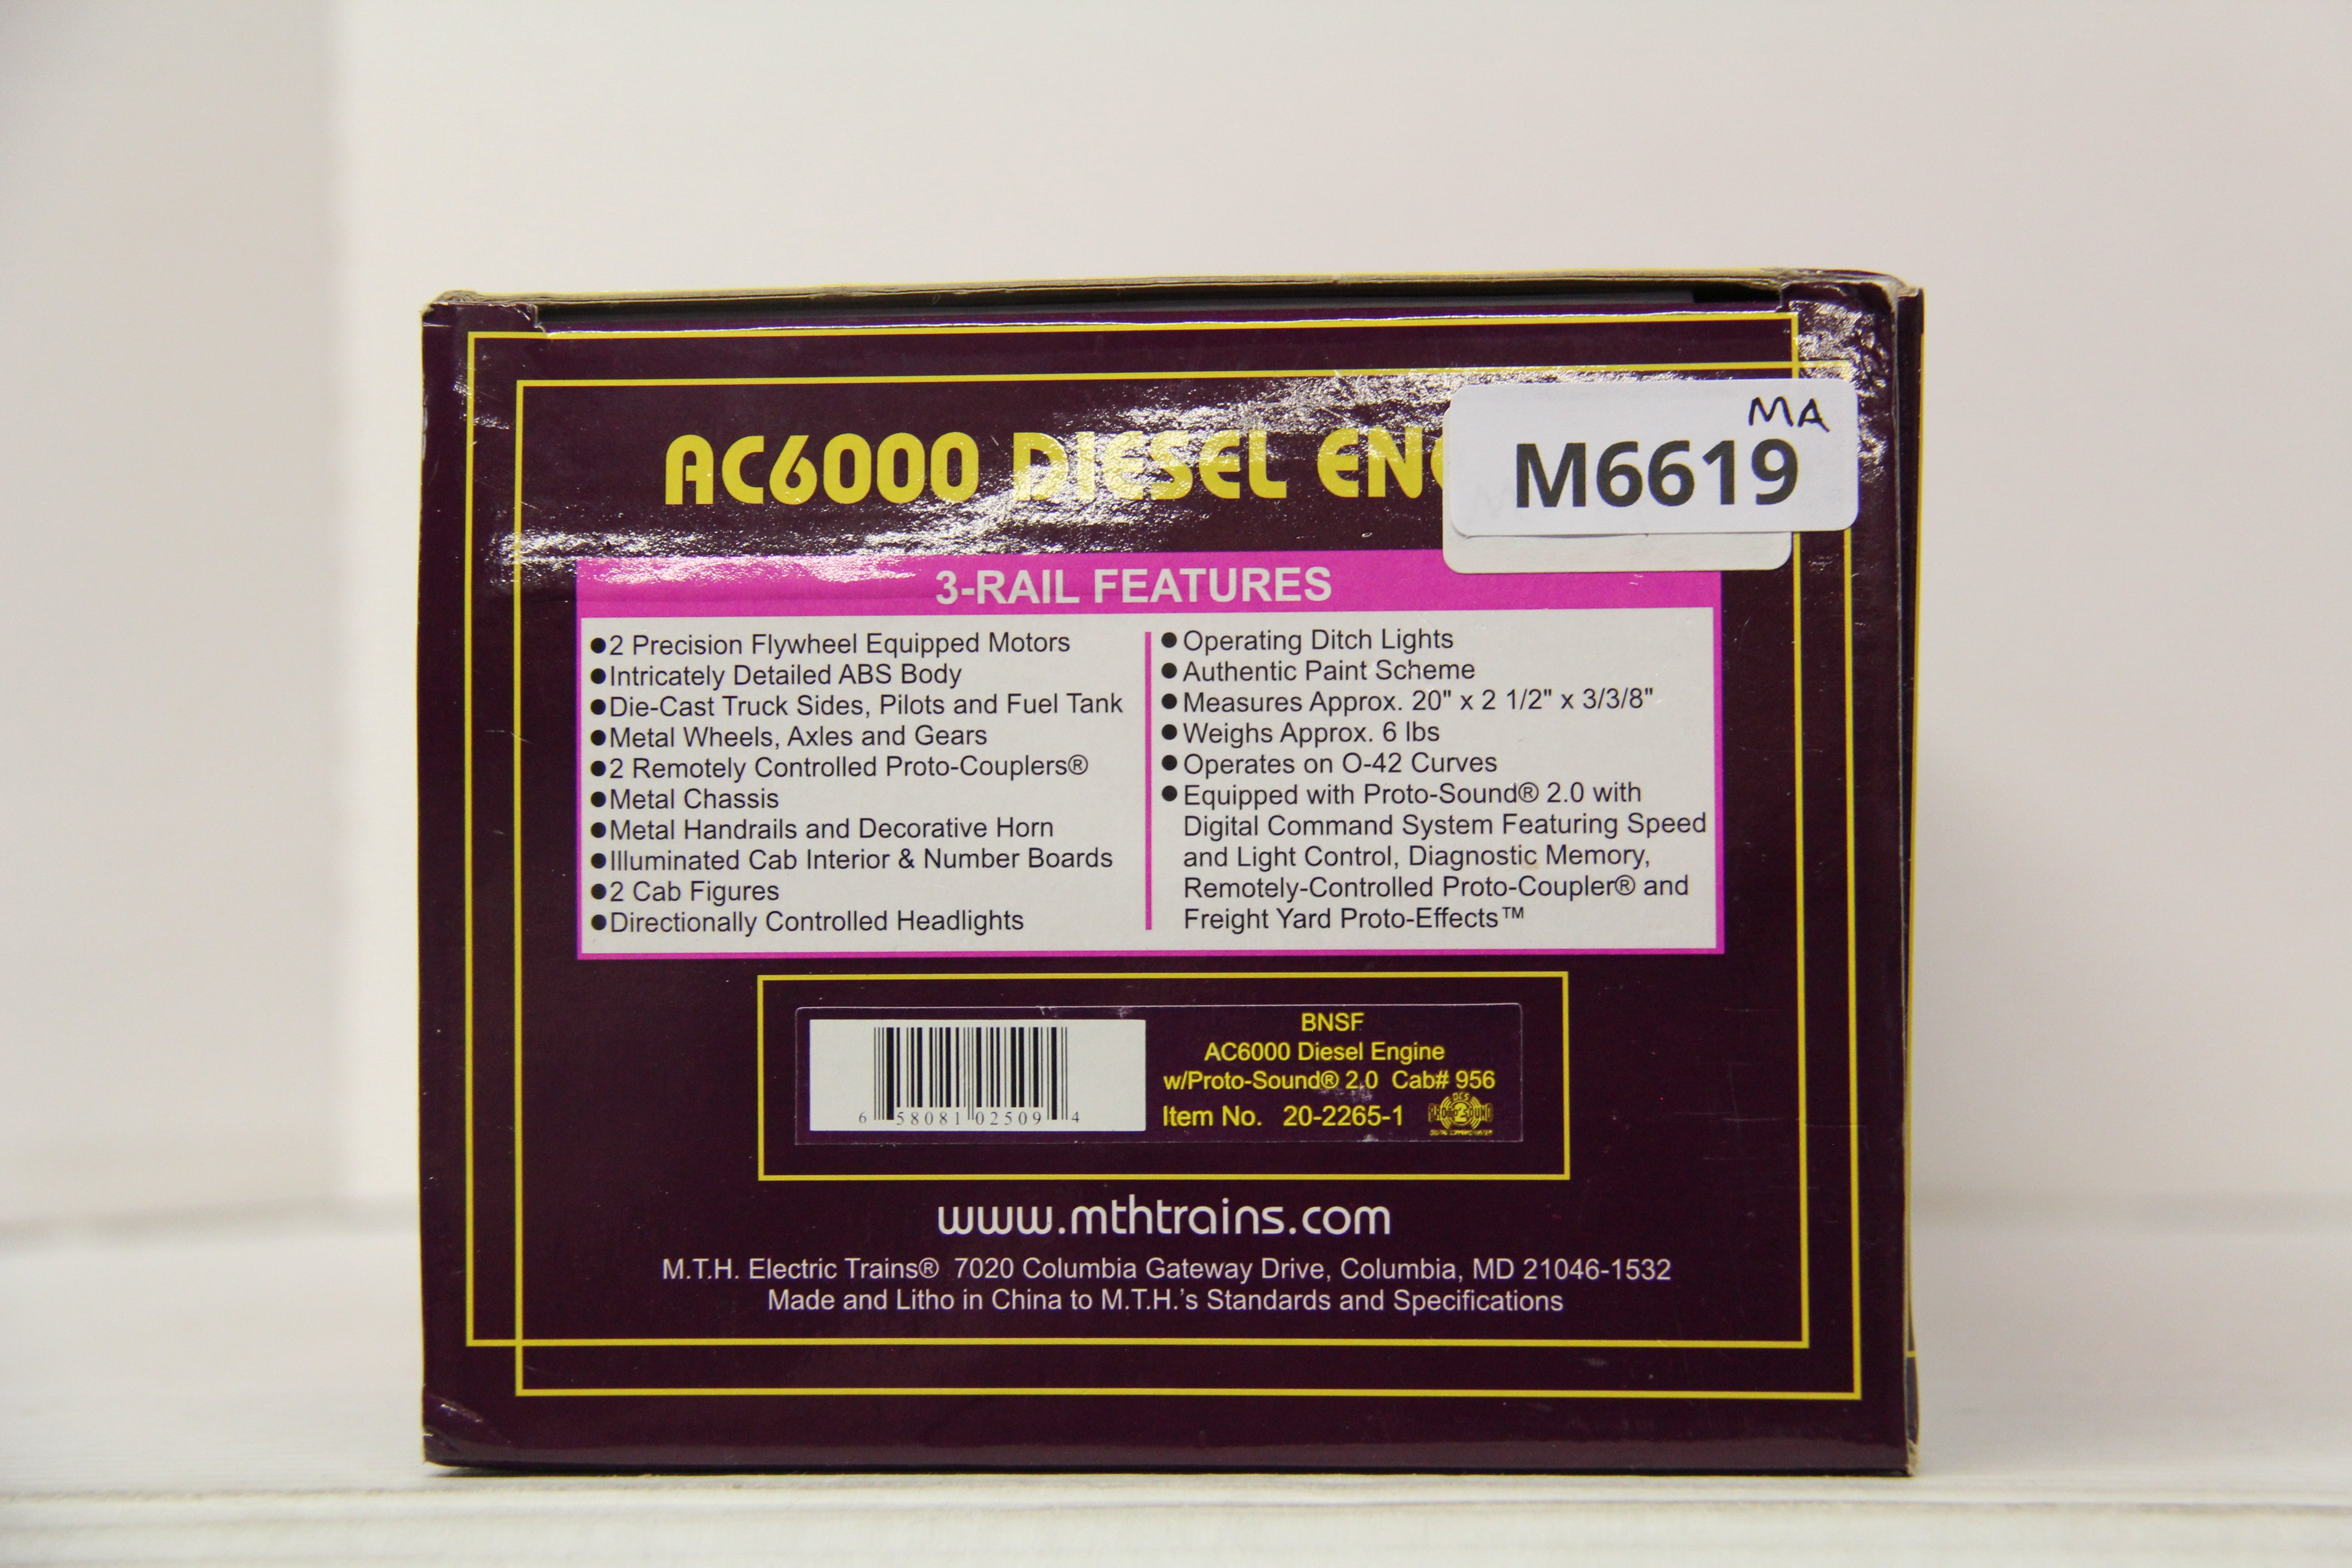 MA
M6619
AC6000 DIESEL ENG
3-RAIL FEATURES
●2 Precision Flywheel Equipped Motors
●Intricately Detailed ABS Body
●Die-Cast Truck Sides, Pilots and Fuel Tank
●Metal Wheels, Axles and Gears
●2 Remotely Controlled Proto-Couplers®
●Metal Chassis
●Metal Handrails and Decorative Horn
●Illuminated Cab Interior & Number Boards
●2 Cab Figures
●Directionally Controlled Headlights
● Operating Ditch Lights
● Authentic Paint Scheme
● Measures Approx. 20" x 2 1/2" x 3/3/8"
● Weighs Approx. 6 lbs
● Operates on O-42 Curves
● Equipped with Proto-Sound® 2.0 with
Digital Command System Featuring Speed
and Light Control, Diagnostic Memory,
Remotely-Controlled Proto-Coupler® and
Freight Yard Proto-Effects™
6 58081 02509 4
BNSF
AC6000 Diesel Engine
w/Proto-Sound® 2.0 Cab# 956
Item No. 20-2265-1
www.mthtrains.com
M.T.H. Electric Trains® 7020 Columbia Gateway Drive, Columbia, MD 21046-1532
Made and Litho in China to M.T.H.'s Standards and Specifications